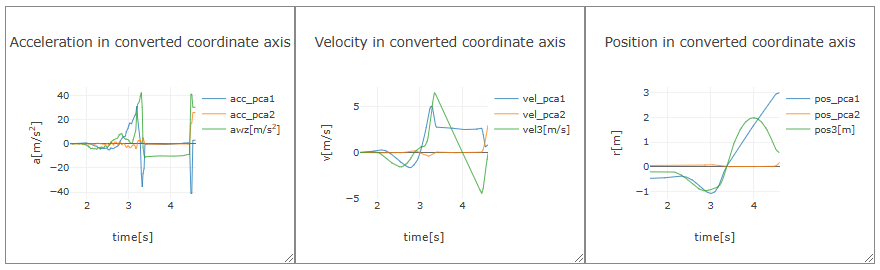 Acceleration in converted coordinate axis
acc_pca1
acc_pca2
awz[m/s²]
40
20
0
−20
−40
a[m/s²]
2
3
4
time[s]
Velocity in converted coordinate axis
vel_pca1
vel_pca2
vel3[m/s]
5
0
−5
v[m/s]
2
3
4
time[s]
Position in converted coordinate axis
pos_pca1
pos_pca2
pos3[m]
3
2
1
0
−1
r[m]
2
3
4
time[s]